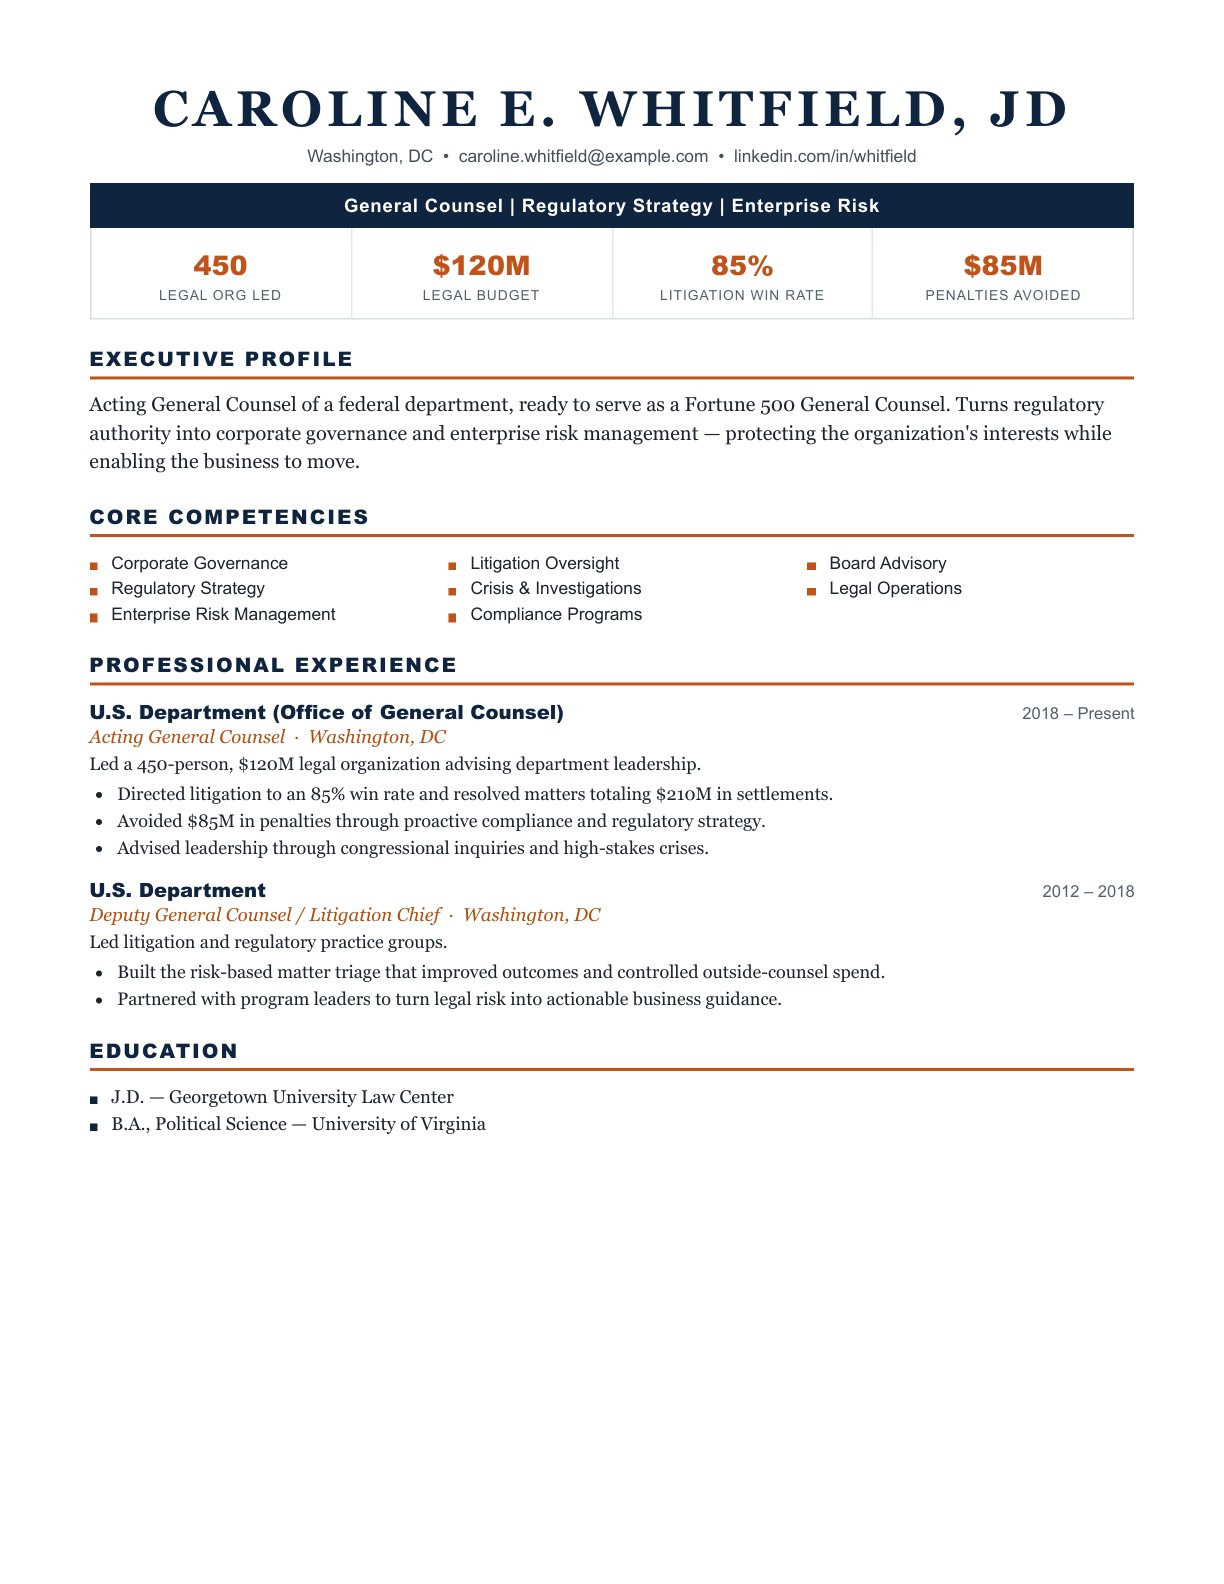 CAROLINE E. WHITFIELD, JD
Washington, DC • caroline.whitfield@example.com • linkedin.com/in/whitfield
General Counsel | Regulatory Strategy | Enterprise Risk
450
LEGAL ORG LED
$120M
LEGAL BUDGET
85%
LITIGATION WIN RATE
$85M
PENALTIES AVOIDED
EXECUTIVE PROFILE
Acting General Counsel of a federal department, ready to serve as a Fortune 500 General Counsel. Turns regulatory
authority into corporate governance and enterprise risk management — protecting the organization's interests while
enabling the business to move.
CORE COMPETENCIES
■ Corporate Governance
■ Regulatory Strategy
■ Enterprise Risk Management
■ Litigation Oversight
■ Crisis & Investigations
■ Compliance Programs
■ Board Advisory
■ Legal Operations
PROFESSIONAL EXPERIENCE
U.S. Department (Office of General Counsel) 2018 – Present
Acting General Counsel · Washington, DC
Led a 450-person, $120M legal organization advising department leadership.
• Directed litigation to an 85% win rate and resolved matters totaling $210M in settlements.
• Avoided $85M in penalties through proactive compliance and regulatory strategy.
• Advised leadership through congressional inquiries and high-stakes crises.
U.S. Department 2012 – 2018
Deputy General Counsel / Litigation Chief · Washington, DC
Led litigation and regulatory practice groups.
• Built the risk-based matter triage that improved outcomes and controlled outside-counsel spend.
• Partnered with program leaders to turn legal risk into actionable business guidance.
EDUCATION
■ J.D. — Georgetown University Law Center
■ B.A., Political Science — University of Virginia